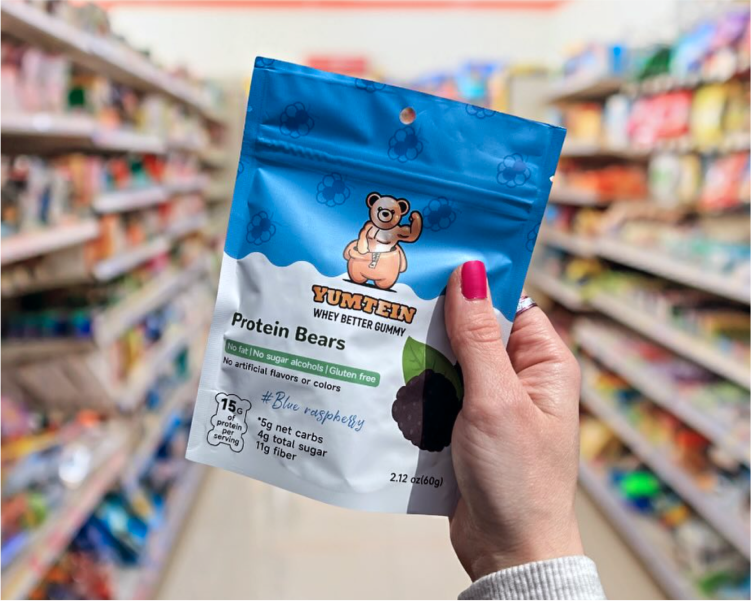 YUMTEIN
WHEY BETTER GUMMY
Protein Bears
No fat | No sugar alcohols | Gluten free
No artificial flavors or colors
#Blue raspberry
15G
of
protein
per
serving
*5g net carbs
4g total sugar
11g fiber
2.12 oz(60g)